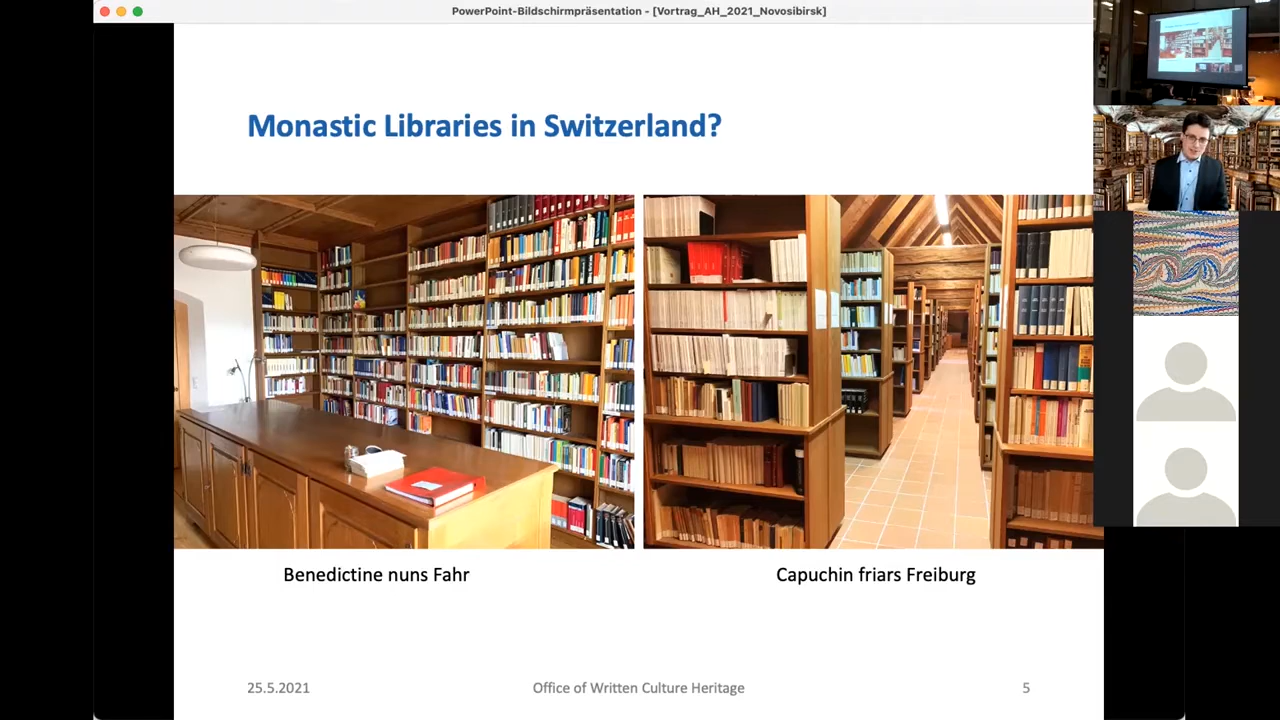 PowerPoint-Bildschirmpräsentation - [Vortrag_AH_2021_Novosibirsk]
Monastic Libraries in Switzerland?
Benedictine nuns Fahr
Capuchin friars Freiburg
25.5.2021
Office of Written Culture Heritage
5